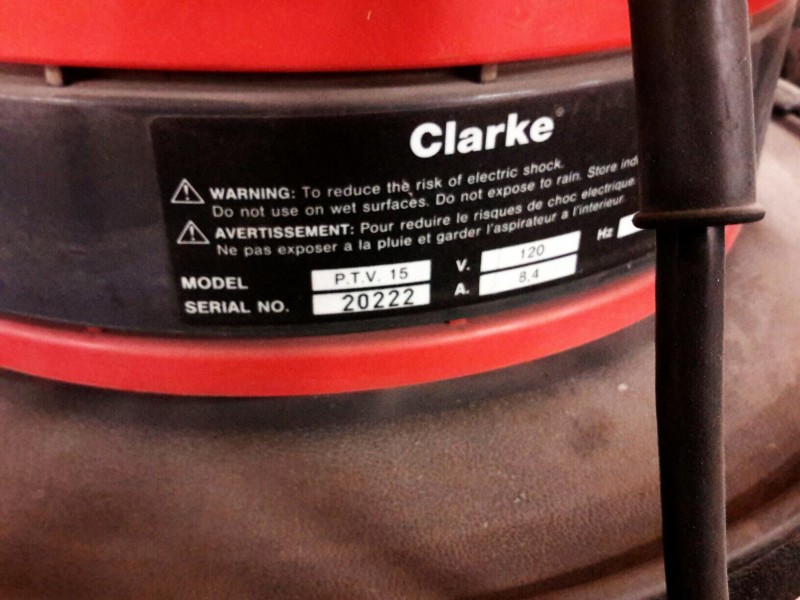 Clarke
WARNING: To reduce the risk of electric shock.
Do not use on wet surfaces. Do not expose to rain. Store
AVERTISSEMENT: Pour reduire le risques de choc electrique.
Ne pas exposer a la pluie et garder l'aspirateur a l'interieur.
MODEL P.T.V. 15 V. 120 Hz
SERIAL NO. 20222 A. 8.4